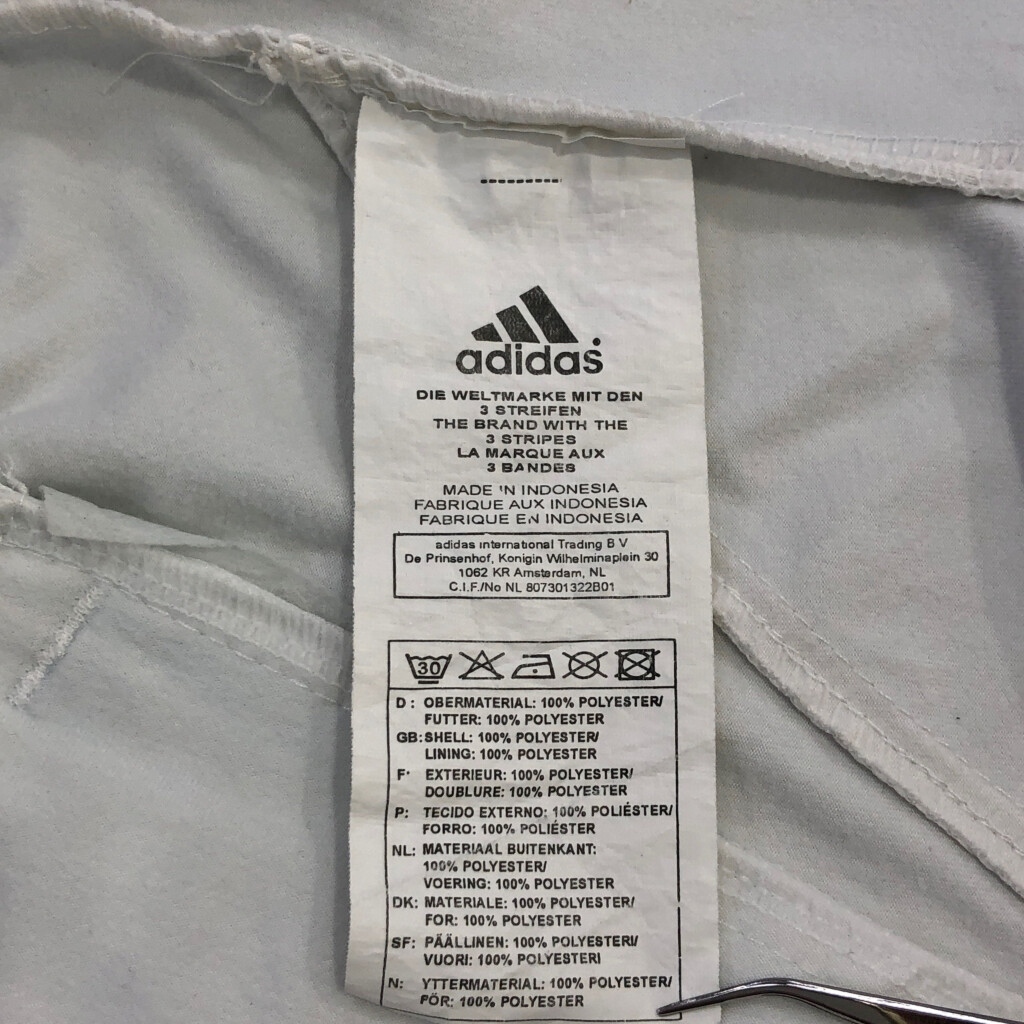 adidas
DIE WELTMARKE MIT DEN
3 STREIFEN
THE BRAND WITH THE
3 STRIPES
LA MARQUE AUX
3 BANDES
MADE IN INDONESIA
FABRIQUE AUX INDONESIA
FABRIQUE EN INDONESIA
adidas International Trading B V
De Prinsenhof, Konigin Wilhelminaplein 30
1062 KR Amsterdam, NL
C.I.F./No NL 807301322B01
30
D: OBERMATERIAL: 100% POLYESTER/
FUTTER: 100% POLYESTER
GB: SHELL: 100% POLYESTER/
LINING: 100% POLYESTER
F: EXTERIEUR: 100% POLYESTER/
DOUBLURE: 100% POLYESTER
P: TECIDO EXTERNO: 100% POLIÉSTER/
FORRO: 100% POLIÉSTER
NL: MATERIAAL BUITENKANT:
100% POLYESTER/
VOERING: 100% POLYESTER
DK: MATERIALE: 100% POLYESTER/
FOR: 100% POLYESTER
SF: PÄÄLLINEN: 100% POLYESTERI/
VUORI: 100% POLYESTERI
N: YTTERMATERIAL: 100% POLYESTER/
FÖR: 100% POLYESTER